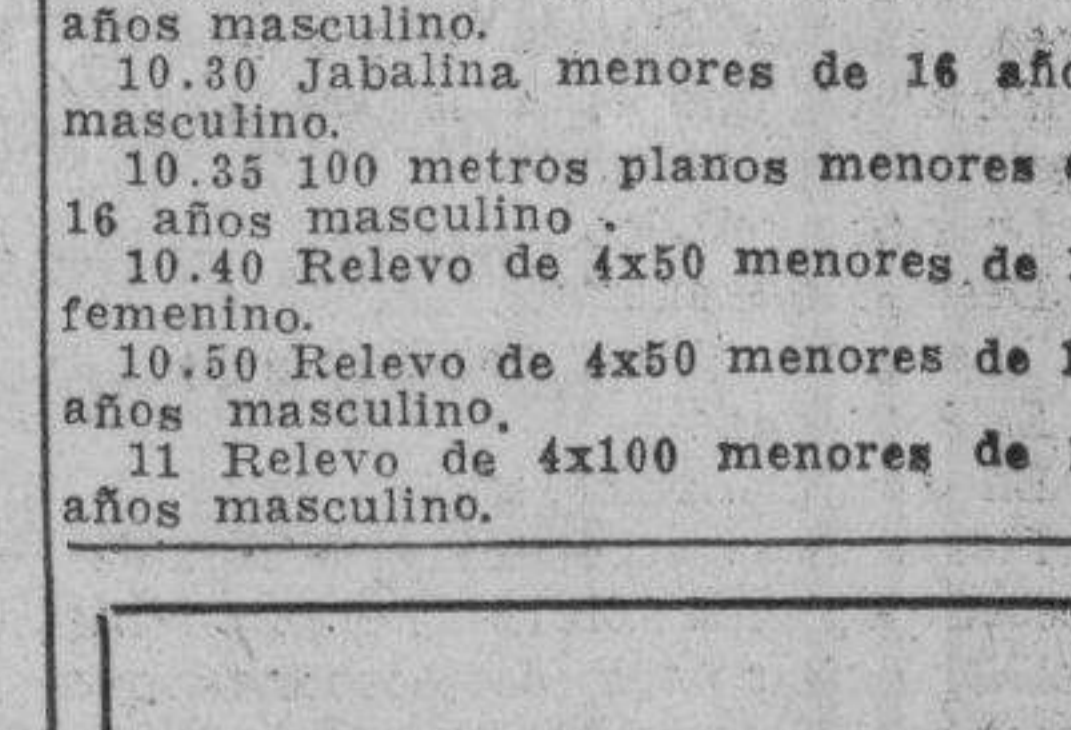 años masculino.
10.30 Jabalina menores de 16
masculino.
10.35 100 metros planos menores
16 años masculino .
10.40 Relevo de 4x50 menores de
femenino.
10.50 Relevo de 4x50 menores de
años masculino.
11 Relevo de 4x100 menores de
años masculino.